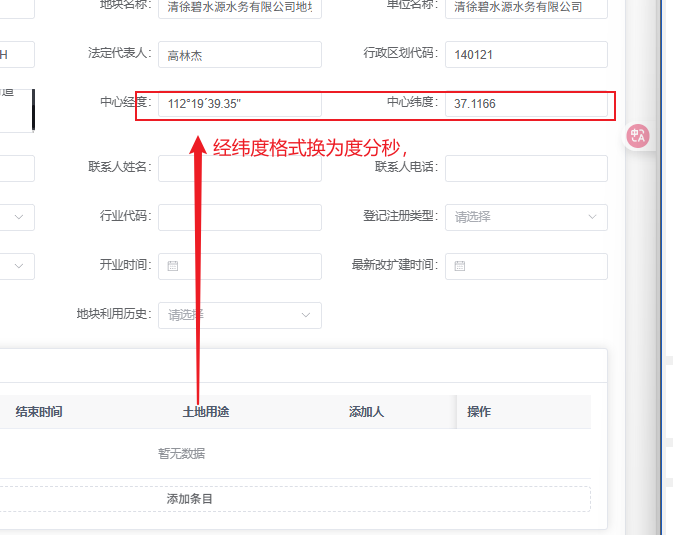 地块名称: 清徐碧水源水务有限公司地块 单位名称: 清徐碧水源水务有限公司
H 法定代表人: 高林杰 行政区划代码: 140121
道 中心经度: 112°19′39.35″ 中心纬度: 37.1166
经纬度格式换为度分秒,
联系人姓名: 联系人电话:
行业代码: 登记注册类型: 请选择
开业时间: 最新改扩建时间:
地块利用历史: 请选择
结束时间 土地用途 添加人 操作
暂无数据
添加条目